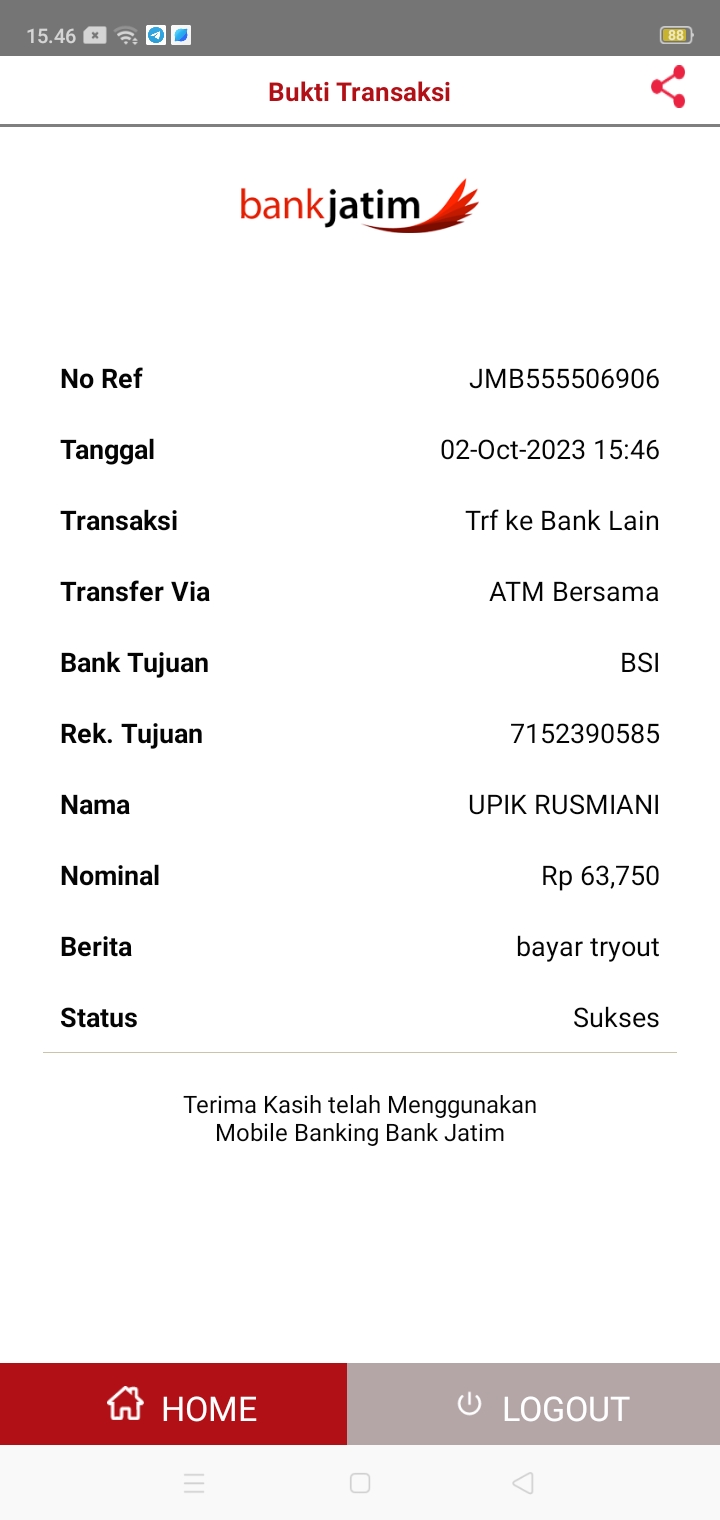 15.46
88
Bukti Transaksi
bankjatim
No Ref JMB555506906
Tanggal 02-Oct-2023 15:46
Transaksi Trf ke Bank Lain
Transfer Via ATM Bersama
Bank Tujuan BSI
Rek. Tujuan 7152390585
Nama UPIK RUSMIANI
Nominal Rp 63,750
Berita bayar tryout
Status Sukses
Terima Kasih telah Menggunakan
Mobile Banking Bank Jatim
HOME LOGOUT